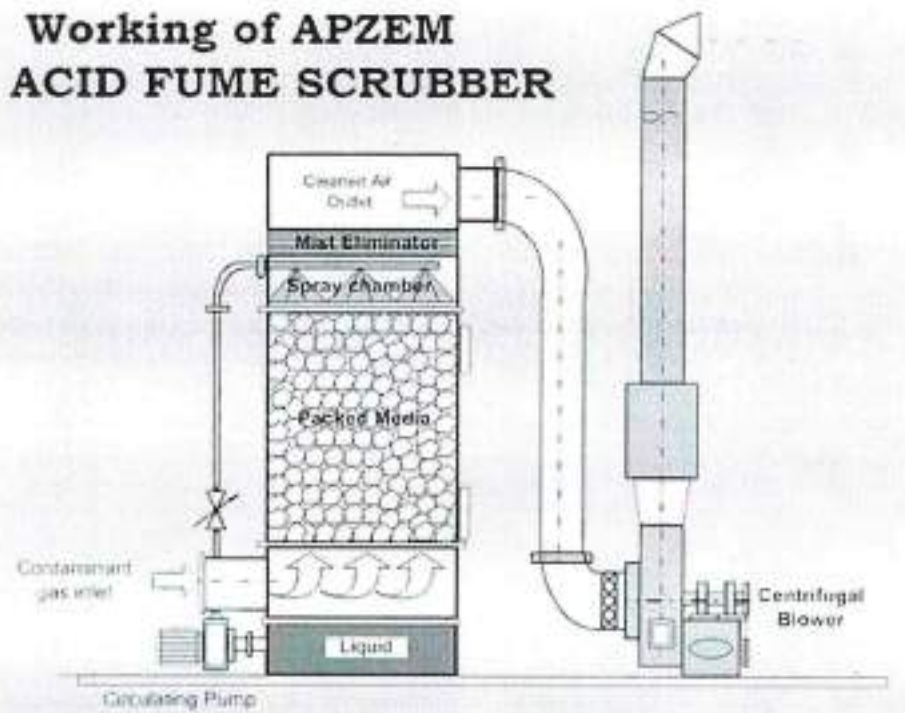 Working of APZEM
ACID FUME SCRUBBER
Cleaned Air
Outlet
Mist Eliminator
Spray chamber
Packed Media
Contaminant
gas inlet
Centrifugal
Blower
Liquid
Circulating Pump